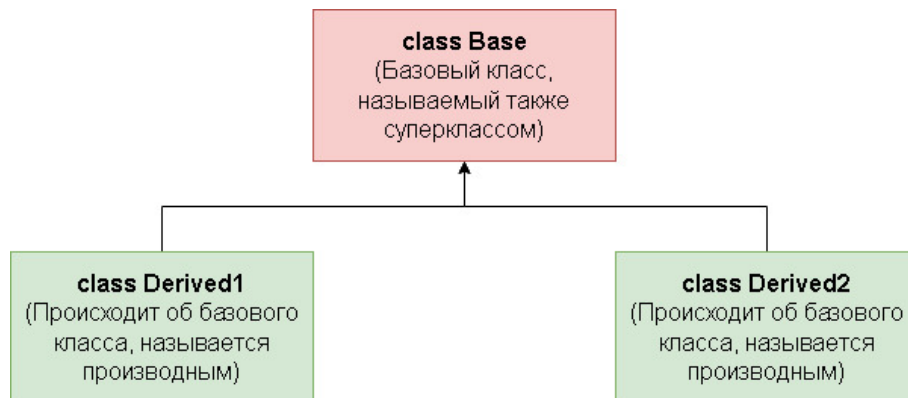 class Base
(Базовый класс,
называемый также
суперклассом)
class Derived1
(Происходит об базового
класса, называется
производным)
class Derived2
(Происходит об базового
класса, называется
производным)